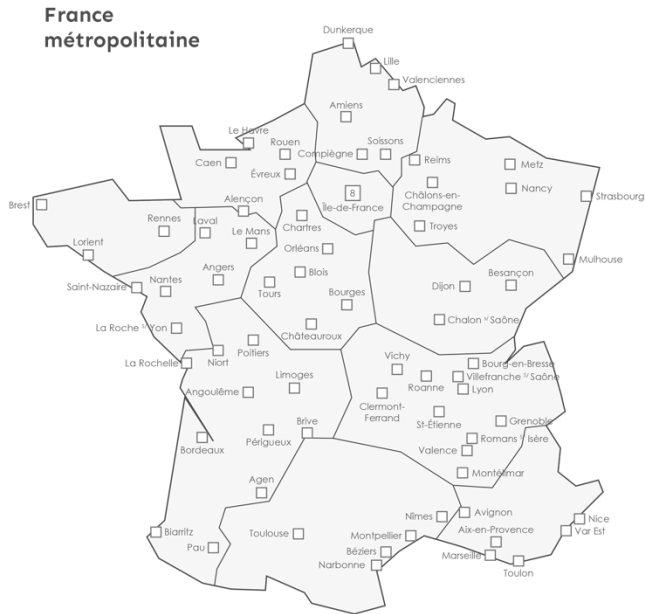 France
métropolitaine
Dunkerque
Lille
Valenciennes
Amiens
Le Havre
Rouen
Compiègne
Soissons
Reims
Metz
Caen
Évreux
Châlons-en-
Champagne
Nancy
Strasbourg
8
Île-de-France
Brest
Alençon
Chartres
Troyes
Rennes
Laval
Le Mans
Orléans
Lorient
Mulhouse
Saint-Nazaire
Nantes
Angers
Tours
Blois
Bourges
Dijon
Besançon
La Roche s/ Yon
Châteauroux
Chalon s/ Saône
Poitiers
La Rochelle
Niort
Vichy
Bourg-en-Bresse
Roanne
Villefranche s/ Saône
Lyon
Limoges
Angoulême
Clermont-
Ferrand
St-Étienne
Grenoble
Brive
Périgueux
Bordeaux
Romans s/ Isère
Valence
Montélimar
Agen
Avignon
Nîmes
Nice
Var Est
Aix-en-Provence
Biarritz
Pau
Toulouse
Montpellier
Béziers
Narbonne
Marseille
Toulon